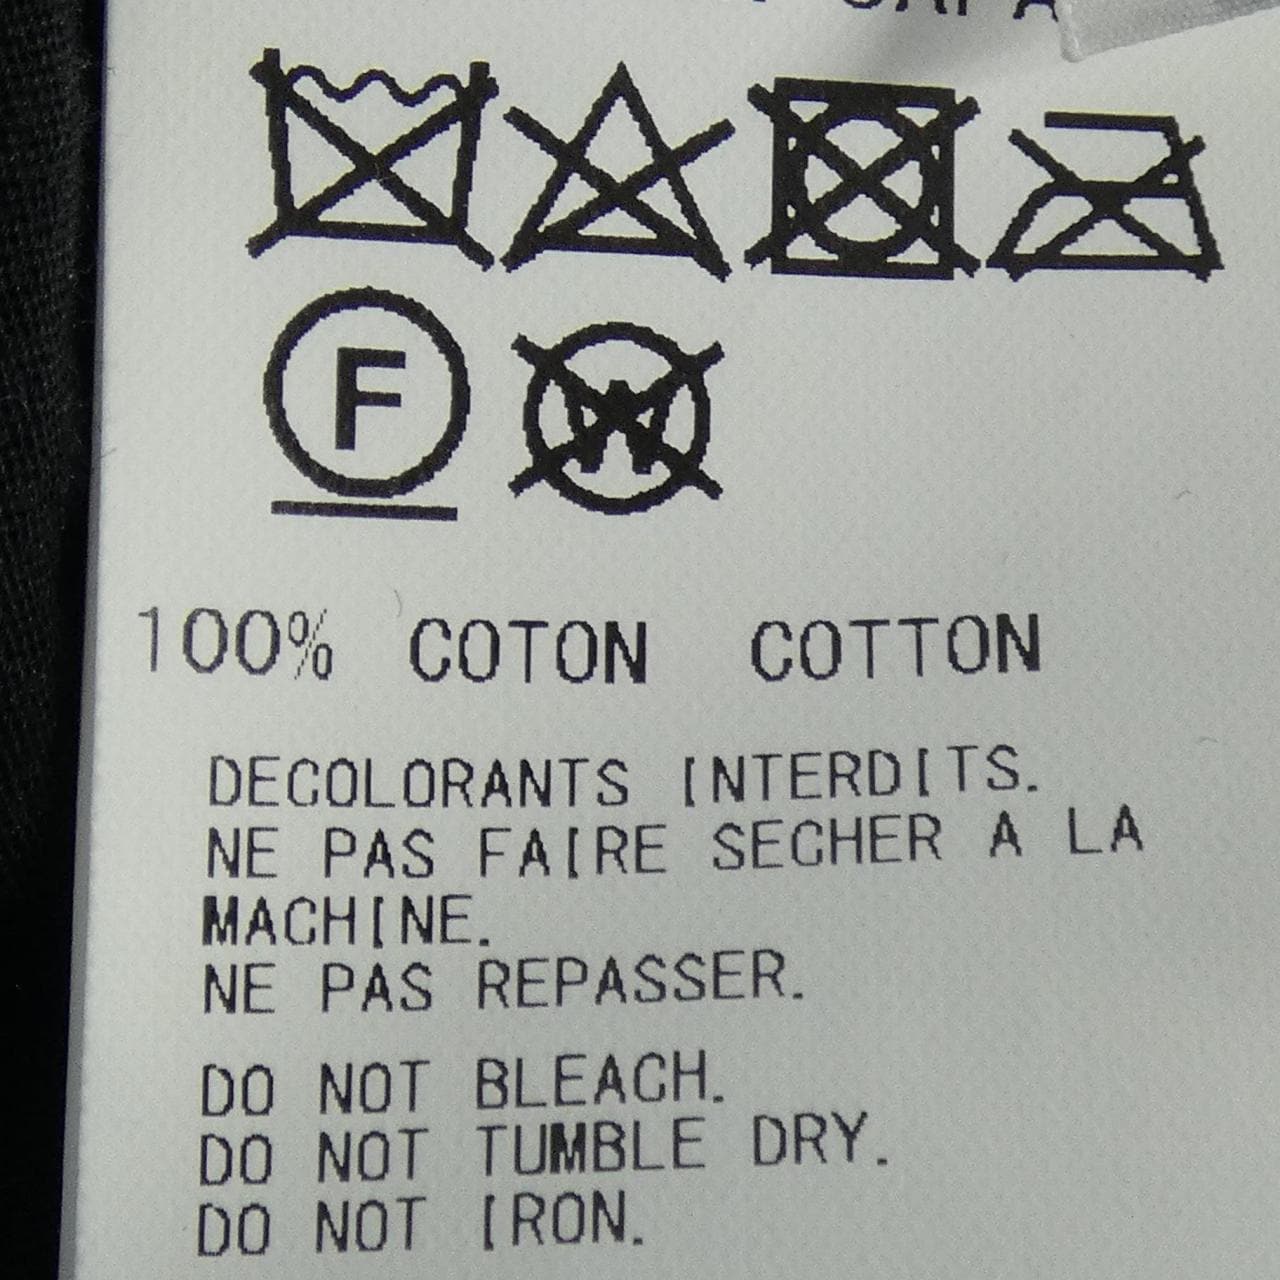 F W
100% COTON COTTON
DECOLORANTS INTERDITS.
NE PAS FAIRE SECHER A LA
MACHINE.
NE PAS REPASSER.
DO NOT BLEACH.
DO NOT TUMBLE DRY.
DO NOT IRON.